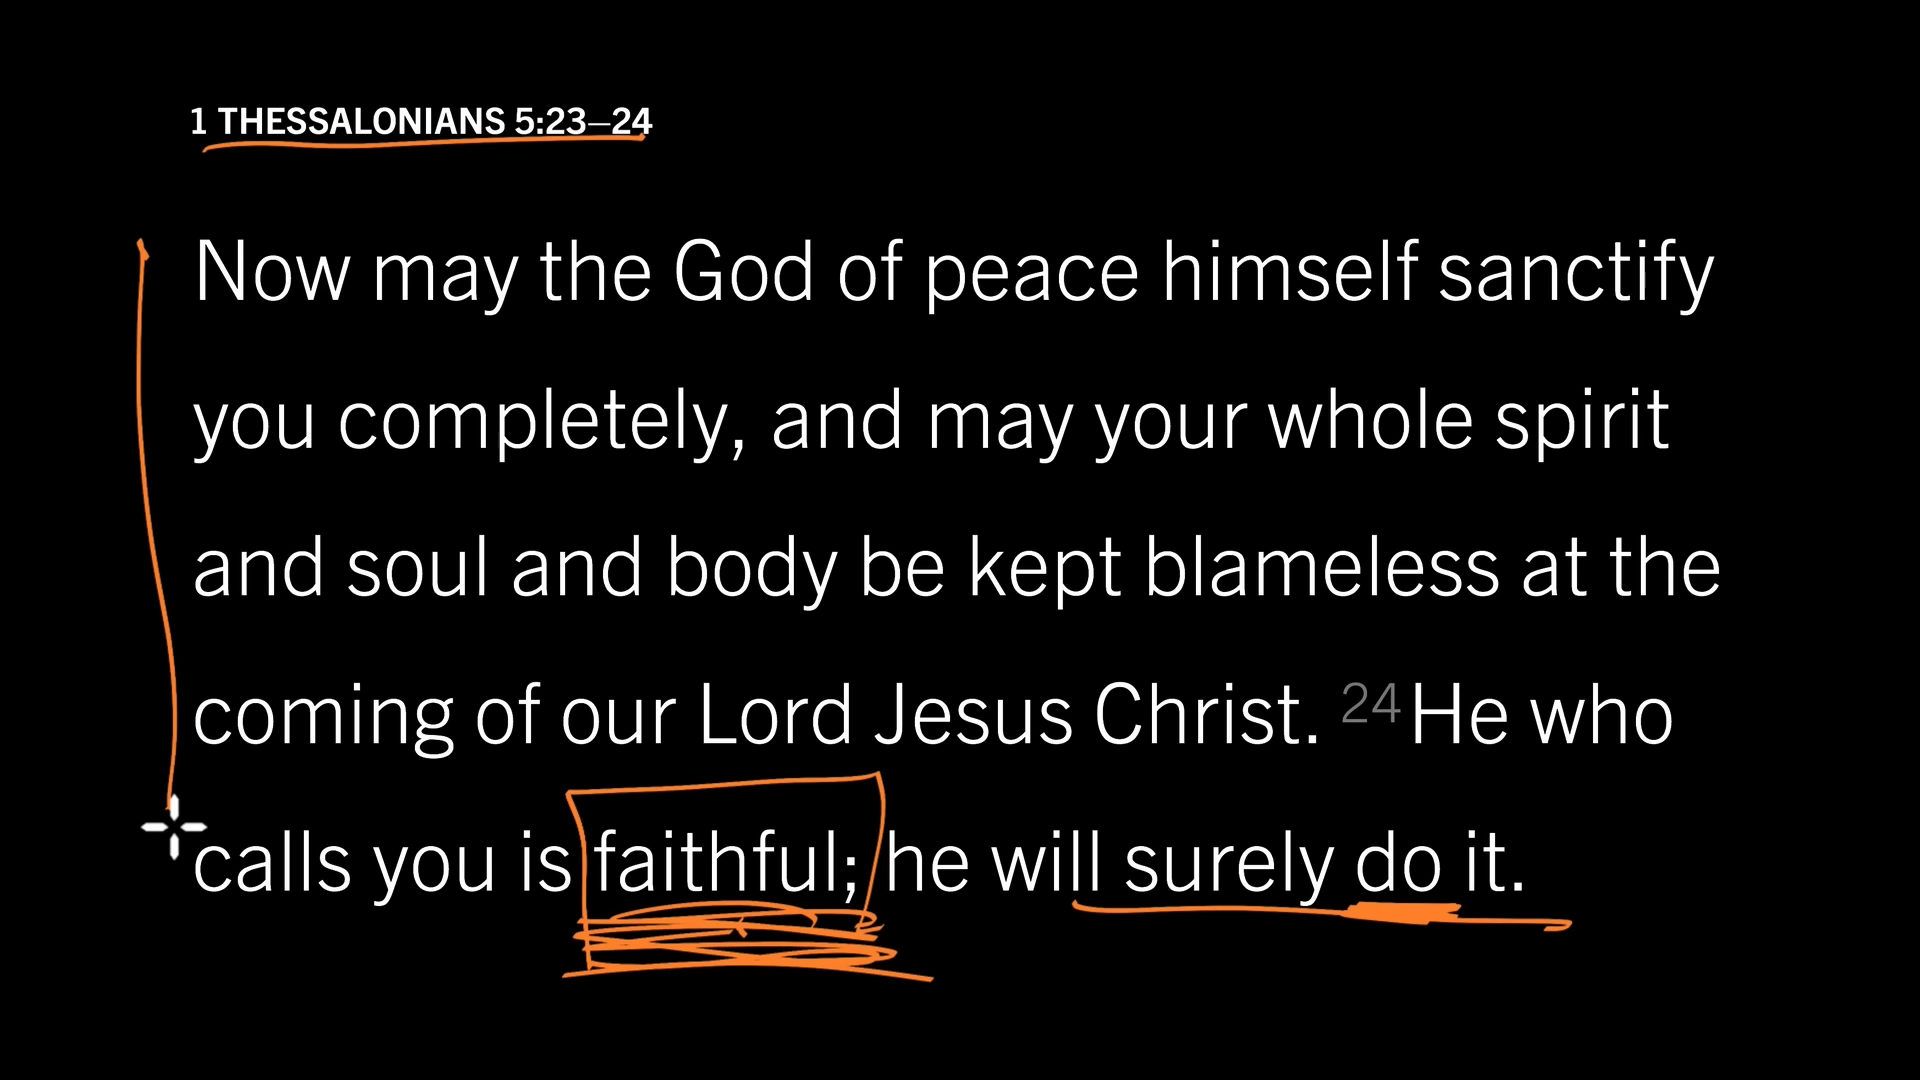 1 THESSALONIANS 5:23–24
Now may the God of peace himself sanctify
you completely, and may your whole spirit
and soul and body be kept blameless at the
coming of our Lord Jesus Christ. 24 He who
calls you is faithful; he will surely do it.